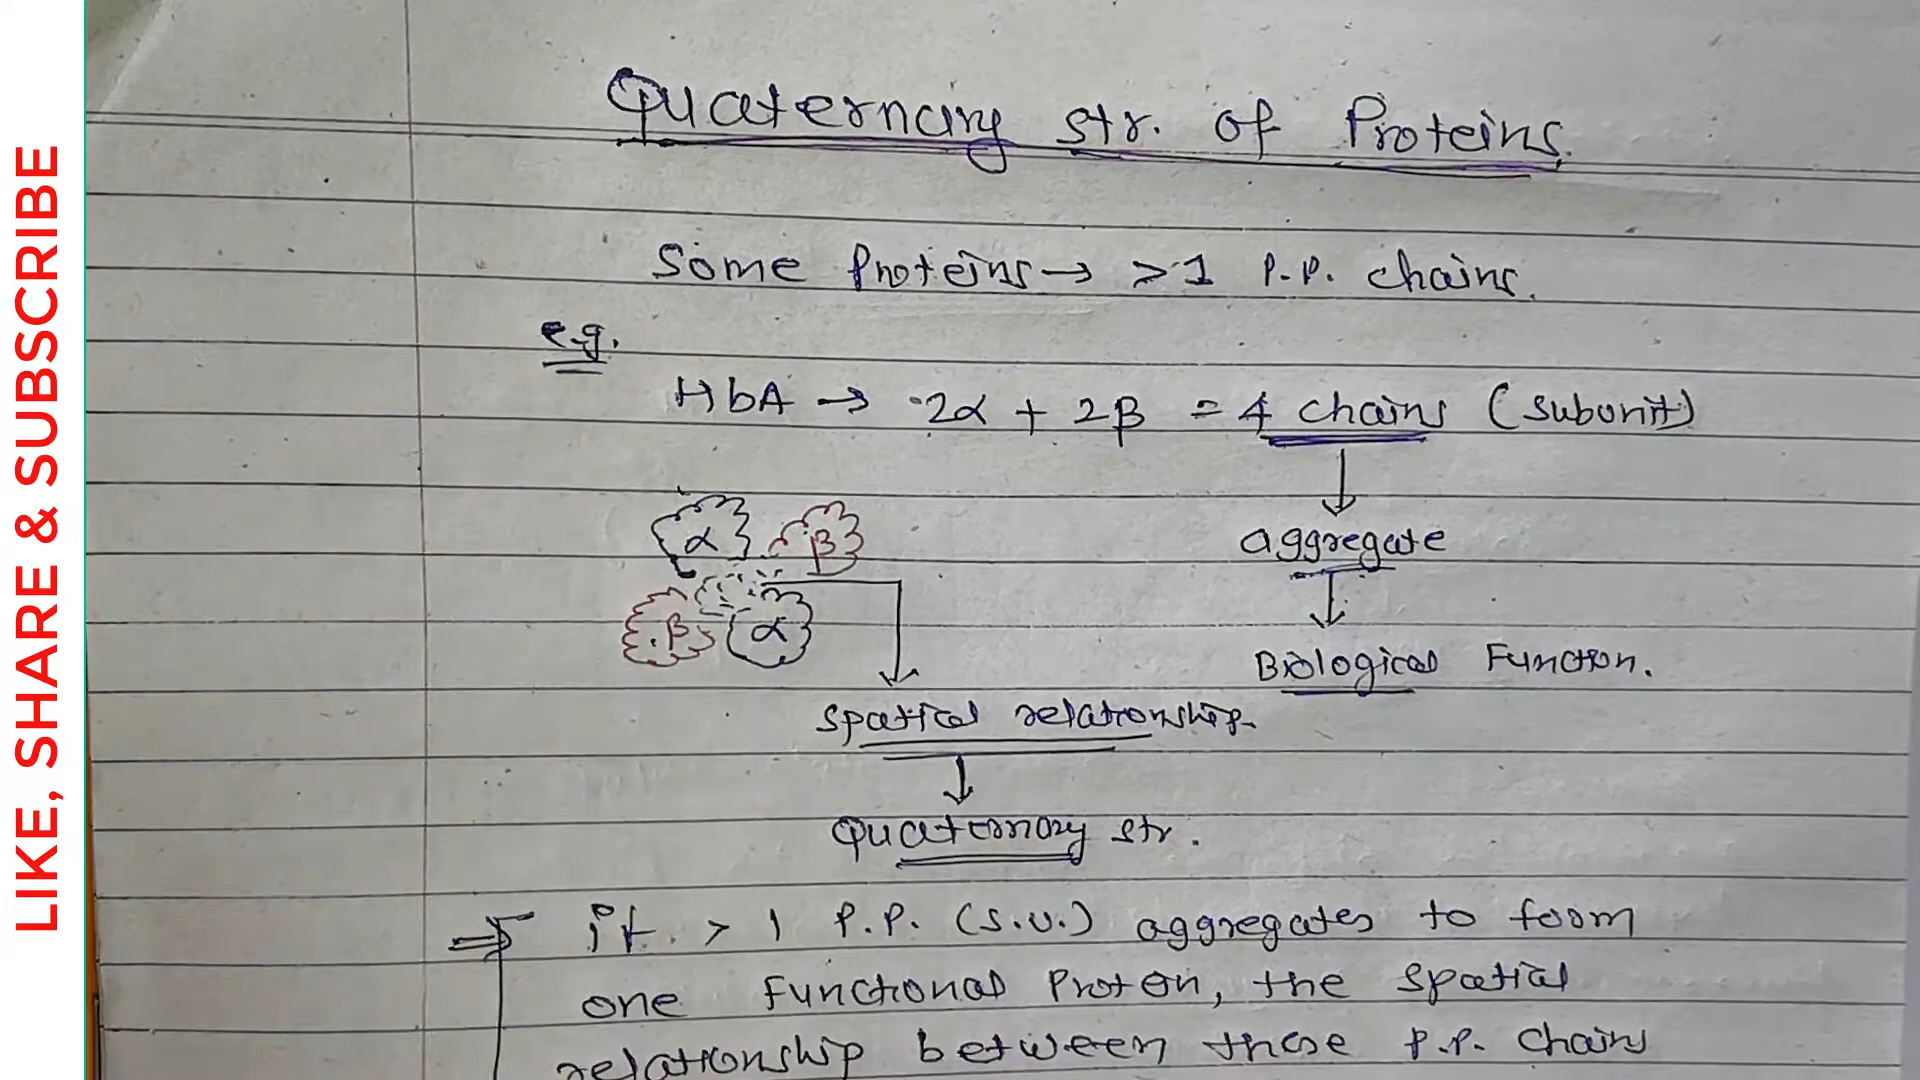 LIKE, SHARE & SUBSCRIBE
Quaternary str. of Proteins.
Some Proteins → >1 P.P. chains.
e.g.
HbA → 2α + 2β = 4 chains (subunit)
α β
β α
aggregate
Biological Function.
Spatial relationship.
Quaternary str.
⇒ if > 1 P.P. (S.U.) aggregates to form
one Functional Protein, the spatial
relationship between these P.P. chains